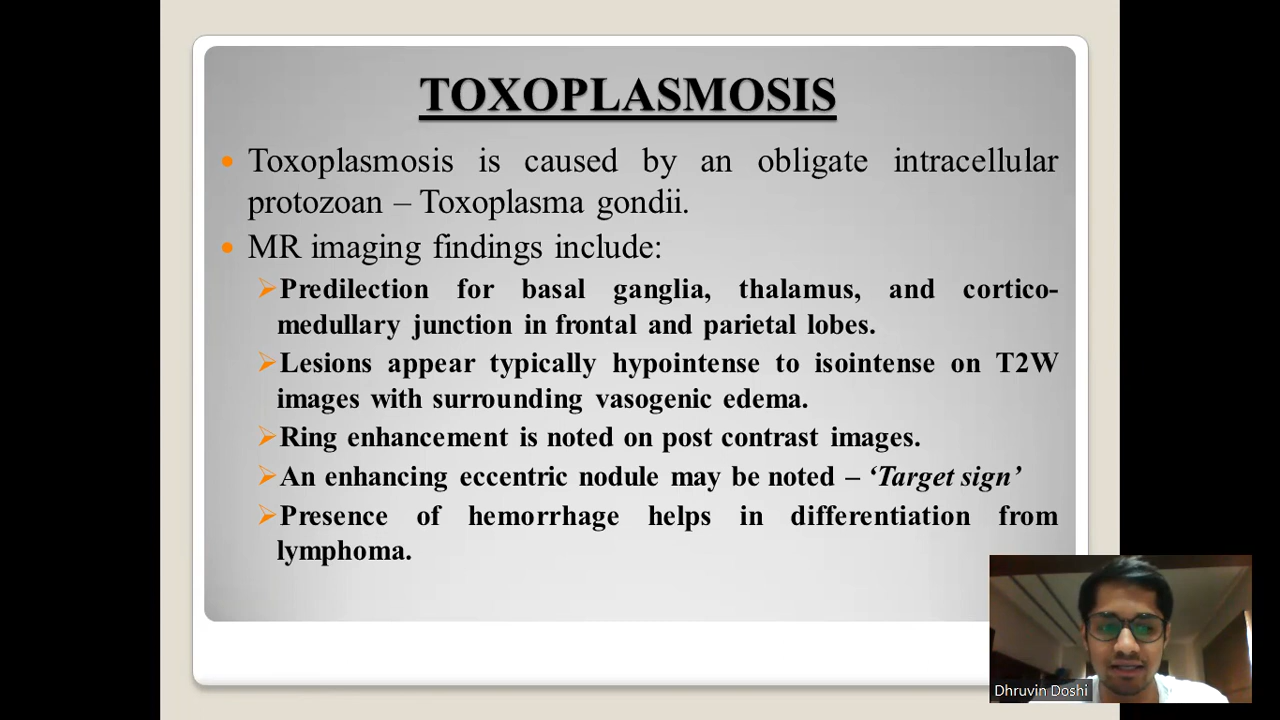 TOXOPLASMOSIS
Toxoplasmosis is caused by an obligate intracellular
protozoan – Toxoplasma gondii.
MR imaging findings include:
Predilection for basal ganglia, thalamus, and cortico-
medullary junction in frontal and parietal lobes.
Lesions appear typically hypointense to isointense on T2W
images with surrounding vasogenic edema.
Ring enhancement is noted on post contrast images.
An enhancing eccentric nodule may be noted – ‘Target sign’
Presence of hemorrhage helps in differentiation from
lymphoma.
Dhruvin Doshi